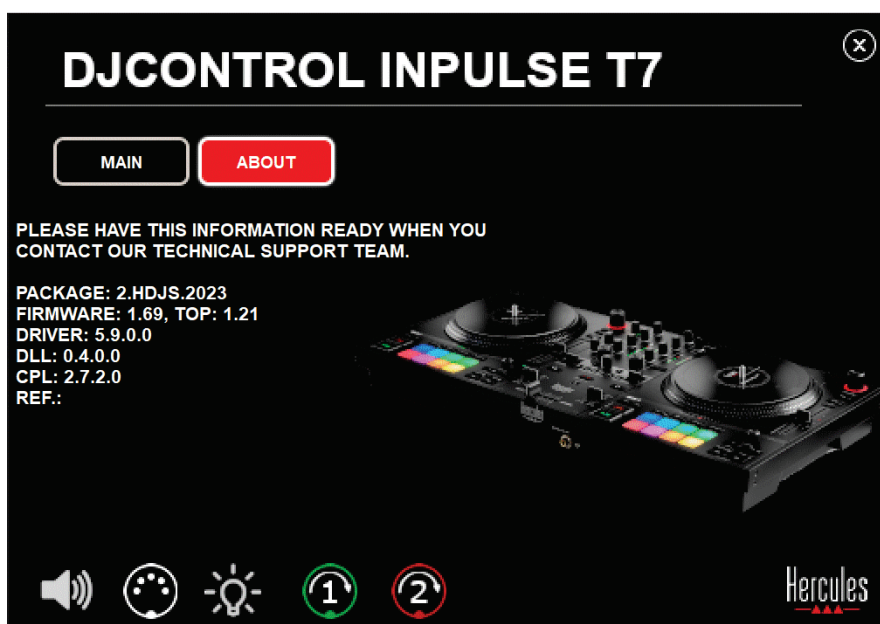 DJCONTROL INPULSE T7
MAIN
ABOUT
PLEASE HAVE THIS INFORMATION READY WHEN YOU
CONTACT OUR TECHNICAL SUPPORT TEAM.
PACKAGE: 2.HDJS.2023
FIRMWARE: 1.69, TOP: 1.21
DRIVER: 5.9.0.0
DLL: 0.4.0.0
CPL: 2.7.2.0
REF.:
1
2
Hercules